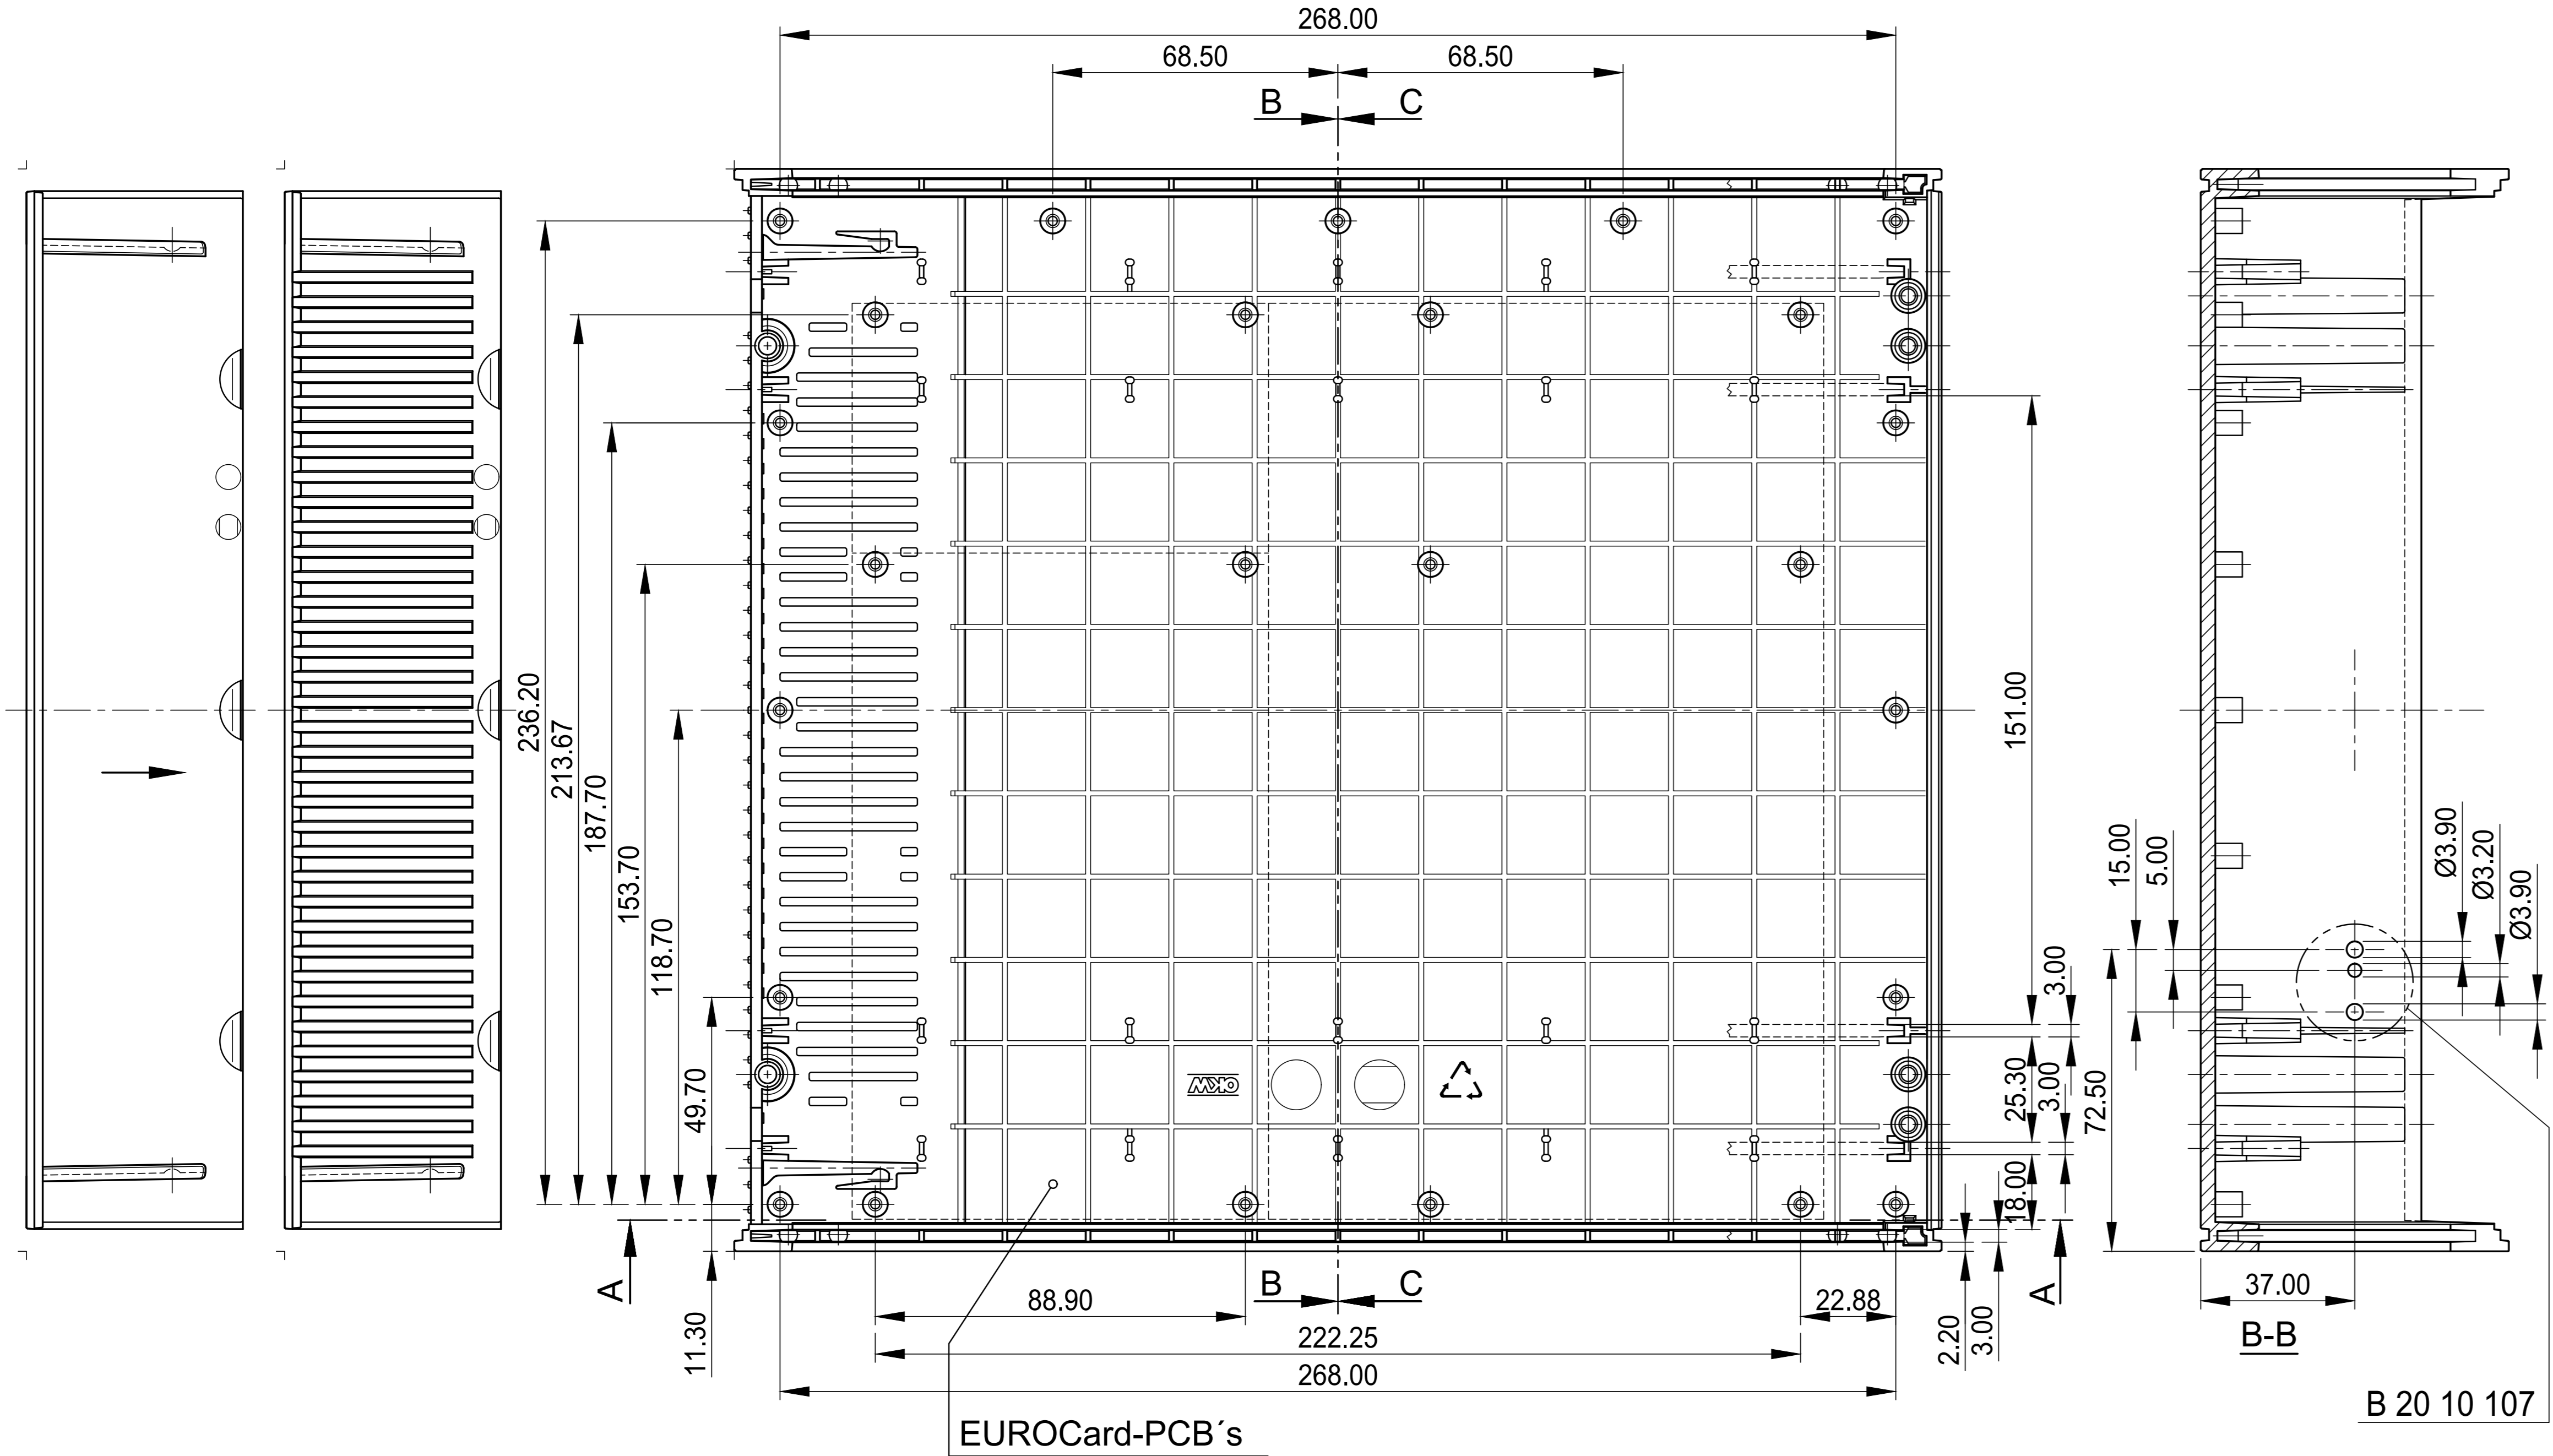 268.00
68.50 68.50
B C
236.20
213.67
187.70
153.70
118.70
49.70
11.30
151.00
3.00
25.30
3.00
18.00
2.20
3.00
A
A
OKW
B C
88.90
22.88
222.25
268.00
EUROCard-PCB´s
15.00
5.00
72.50
Ø3.90
Ø3.20
Ø3.90
37.00
B-B
B 20 10 107